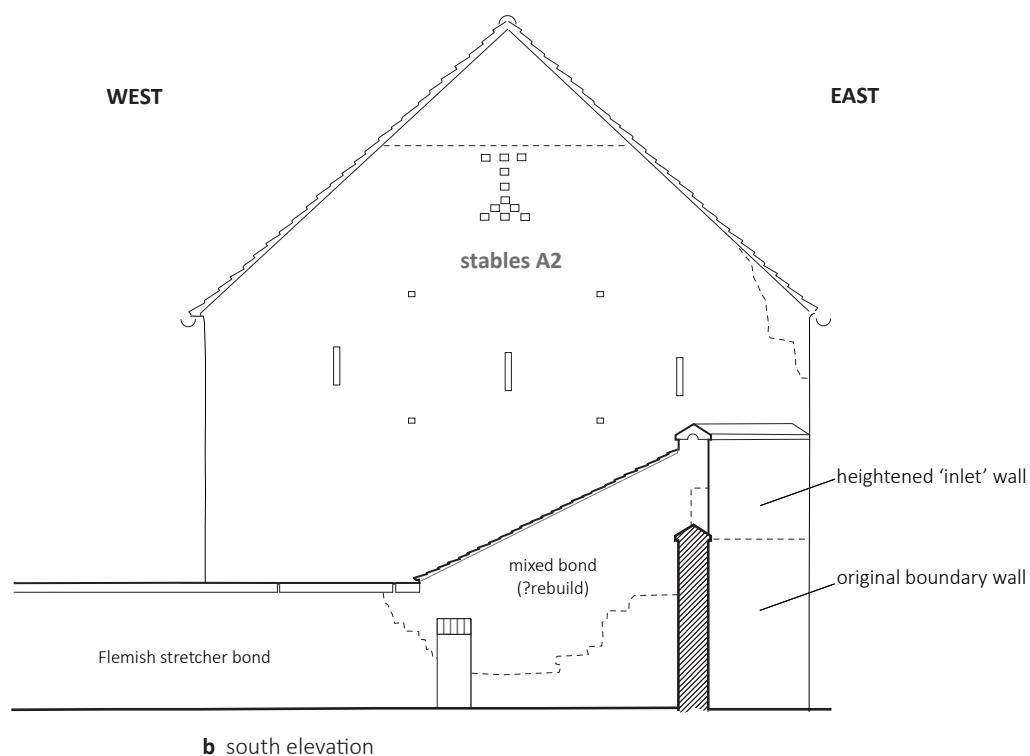 WEST
EAST
stables A2
heightened ‘inlet’ wall
mixed bond
(?rebuild)
original boundary wall
Flemish stretcher bond
b south elevation